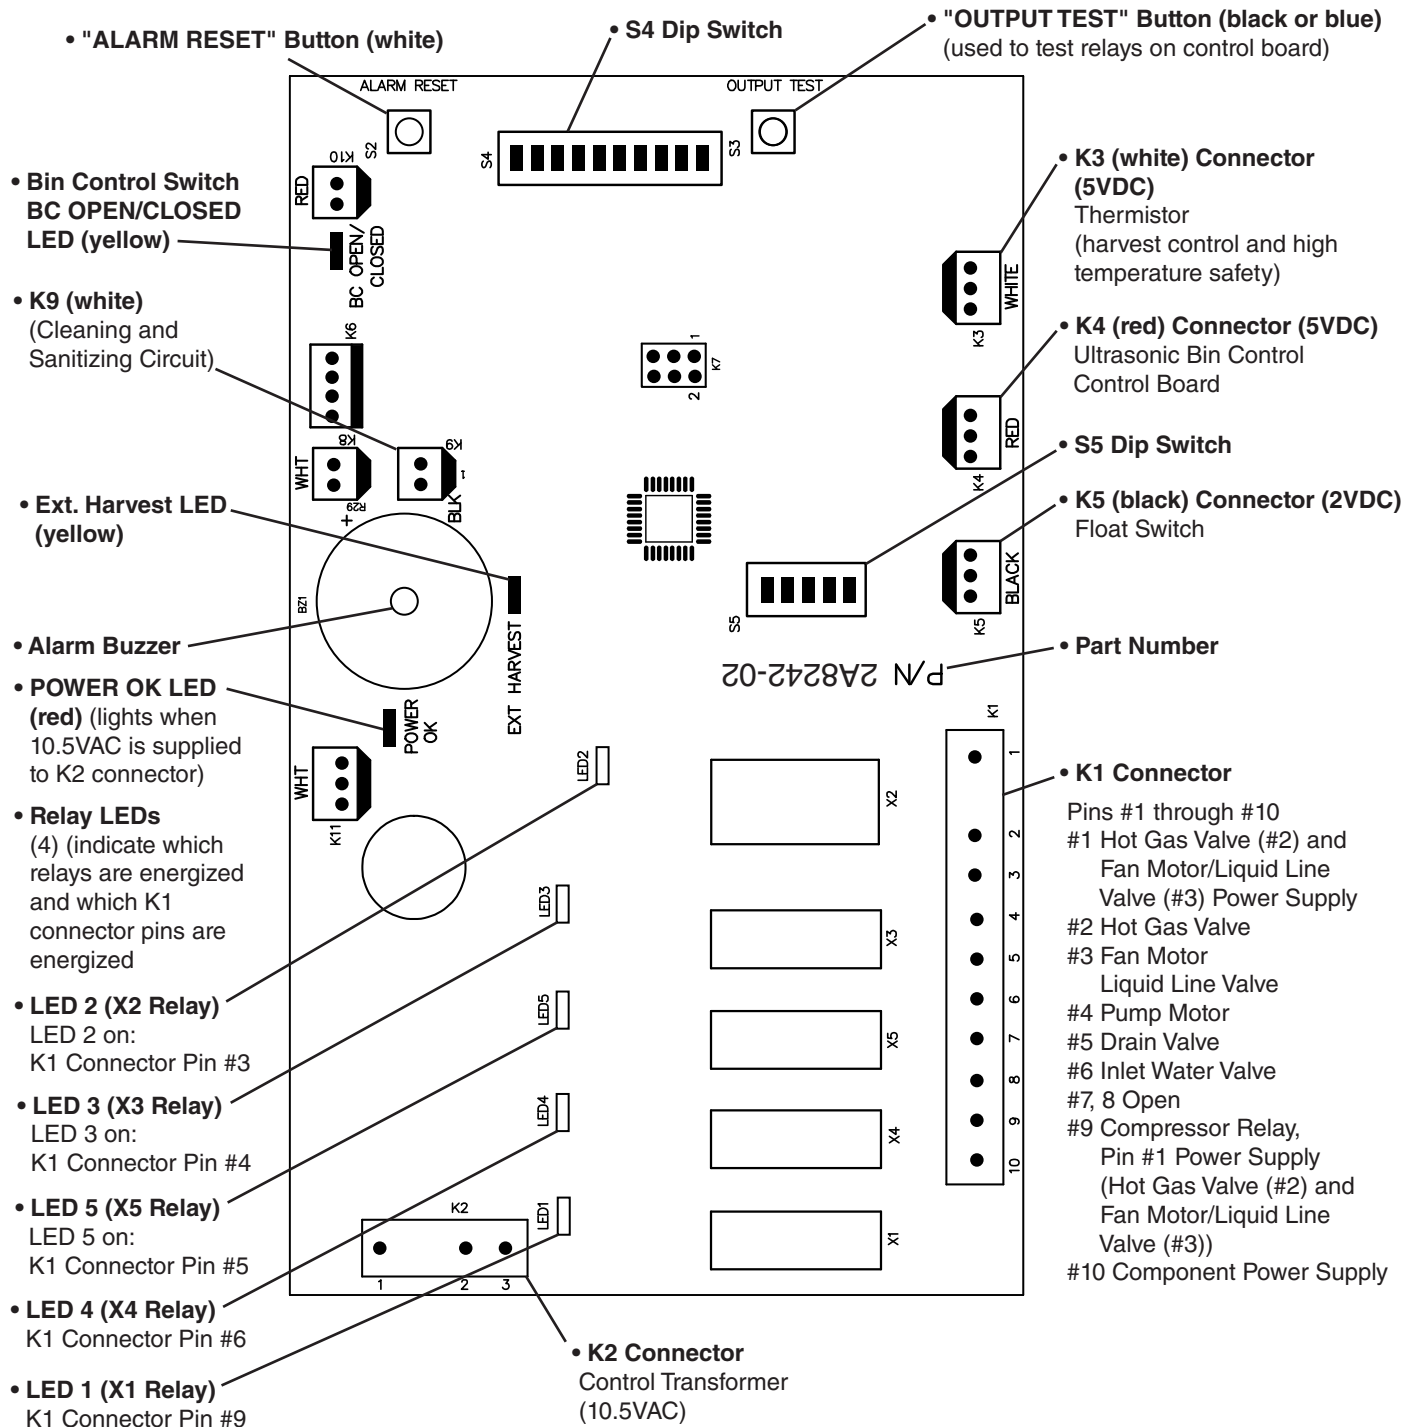 • "ALARM RESET" Button (white)
• S4 Dip Switch
• "OUTPUT TEST" Button (black or blue)
(used to test relays on control board)
ALARM RESET
OUTPUT TEST
S2
S4
S3
K10
RED
• Bin Control Switch
BC OPEN/CLOSED
LED (yellow)
BC OPEN/
CLOSED
• K9 (white)
(Cleaning and
Sanitizing Circuit)
K6
K8
WHT
R29
+
K9
1
BLK
1
K7
2
• K3 (white) Connector
(5VDC)
Thermistor
(harvest control and high
temperature safety)
WHITE
K3
• K4 (red) Connector (5VDC)
Ultrasonic Bin Control
Control Board
RED
K4
• S5 Dip Switch
• K5 (black) Connector (2VDC)
Float Switch
BLACK
K5
S5
• Ext. Harvest LED
(yellow)
BZ1
EXT HARVEST
• Alarm Buzzer
P/N 2A8242-02
• Part Number
• POWER OK LED
(red) (lights when
10.5VAC is supplied
to K2 connector)
POWER
OK
WHT
K11
• Relay LEDs
(4) (indicate which
relays are energized
and which K1
connector pins are
energized
• LED 2 (X2 Relay)
LED 2 on:
K1 Connector Pin #3
• LED 3 (X3 Relay)
LED 3 on:
K1 Connector Pin #4
• LED 5 (X5 Relay)
LED 5 on:
K1 Connector Pin #5
• LED 4 (X4 Relay)
K1 Connector Pin #6
• LED 1 (X1 Relay)
K1 Connector Pin #9
LED2
LED3
LED5
LED4
LED1
X2
X3
X5
X4
X1
K1
1
2
3
4
5
6
7
8
9
10
• K1 Connector
Pins #1 through #10
#1 Hot Gas Valve (#2) and
Fan Motor/Liquid Line
Valve (#3) Power Supply
#2 Hot Gas Valve
#3 Fan Motor
Liquid Line Valve
#4 Pump Motor
#5 Drain Valve
#6 Inlet Water Valve
#7, 8 Open
#9 Compressor Relay,
Pin #1 Power Supply
(Hot Gas Valve (#2) and
Fan Motor/Liquid Line
Valve (#3))
#10 Component Power Supply
K2
1 2 3
• K2 Connector
Control Transformer
(10.5VAC)